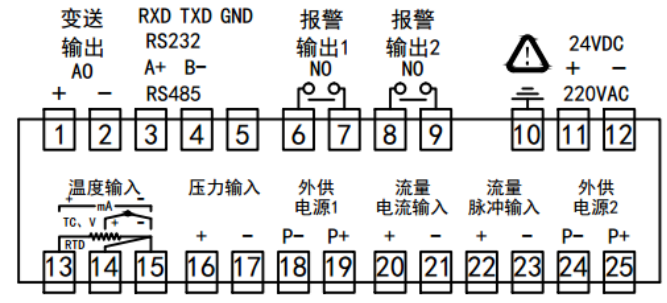 变送 RXD TXD GND 报警 报警
输出 RS232 输出1 输出2 24VDC
AO A+ B- NO NO + -
+ - RS485 220VAC
1 2 3 4 5 6 7 8 9 10 11 12
温度输入 压力输入 外供 流量 流量 外供
+ mA - 电源1 电流输入 脉冲输入 电源2
TC、V + -
RTD + - P- P+ + - + - P- P+
13 14 15 16 17 18 19 20 21 22 23 24 25